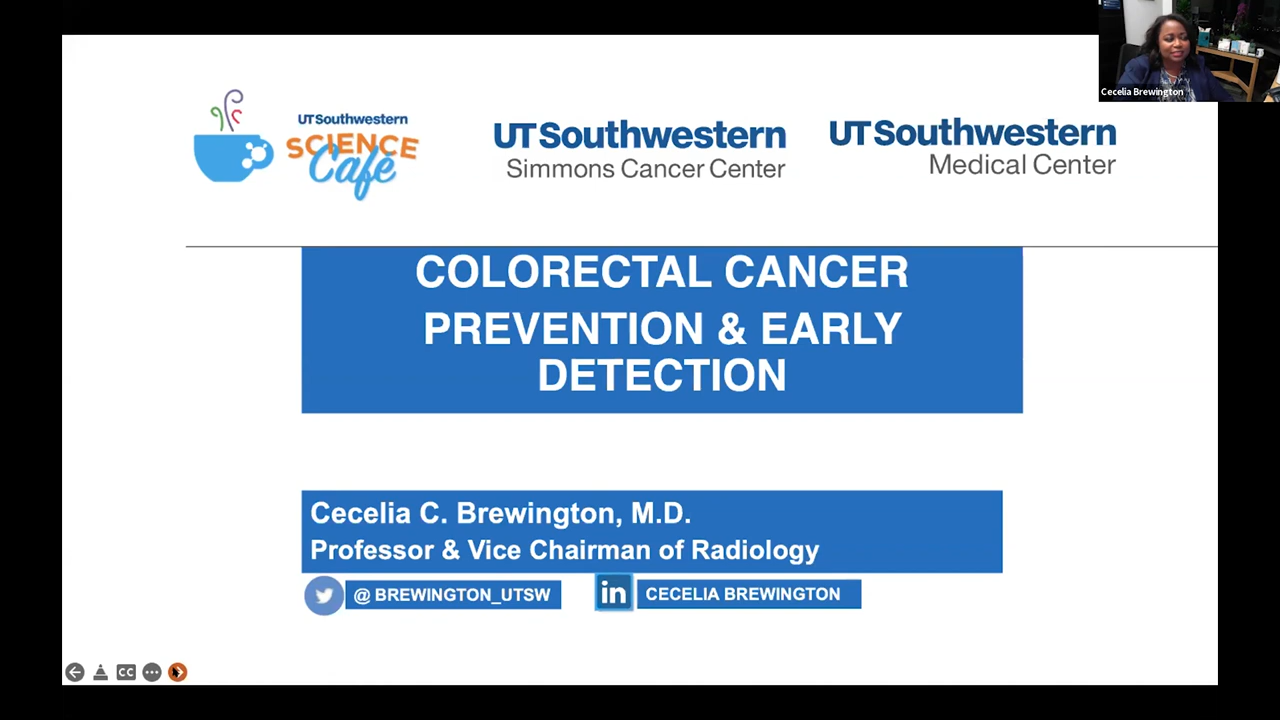 Cecelia Brewington
UTSouthwestern
SCIENCE
Café
UTSouthwestern
Simmons Cancer Center
UTSouthwestern
Medical Center
COLORECTAL CANCER
PREVENTION & EARLY
DETECTION
Cecelia C. Brewington, M.D.
Professor & Vice Chairman of Radiology
@ BREWINGTON_UTSW
in
CECELIA BREWINGTON
CC